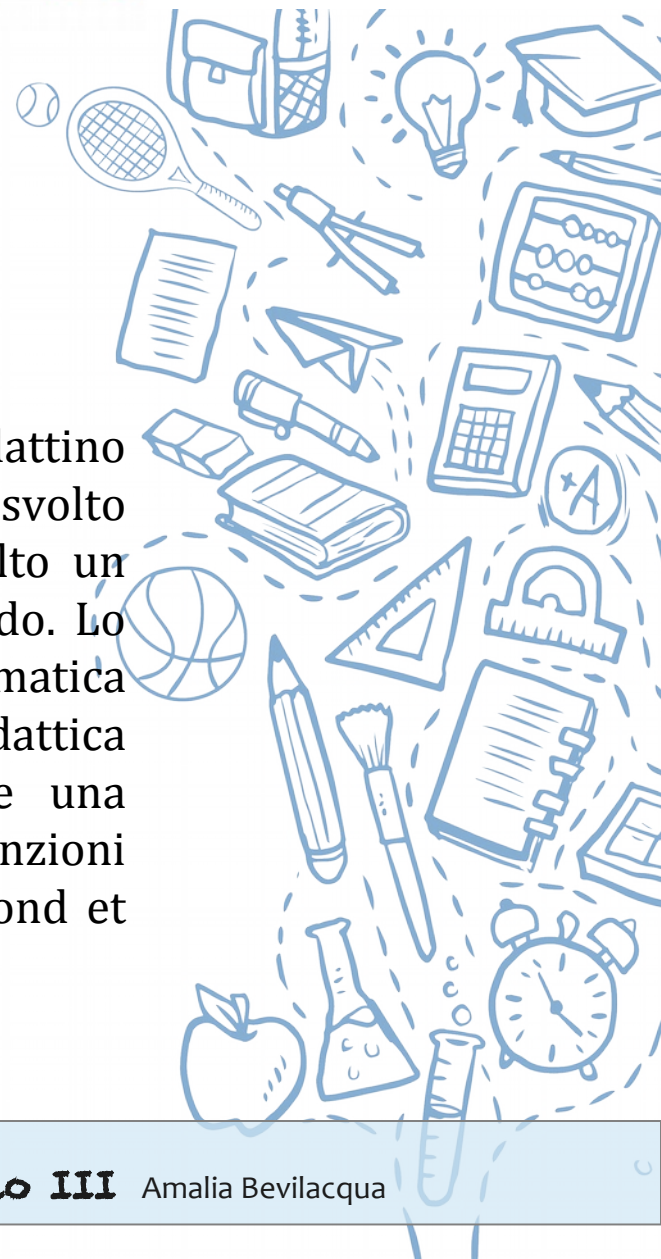 lattino
svolto
lto un
do. Lo
matica
dattica
e una
nzioni
ond et
A+
o III Amalia Bevilacqua